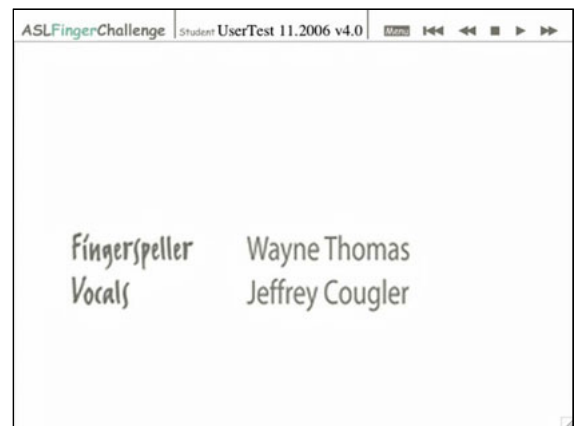 ASLFingerChallenge Student UserTest 11.2006 v4.0 Menu
Fingerspeller Wayne Thomas
Vocals Jeffrey Cougler